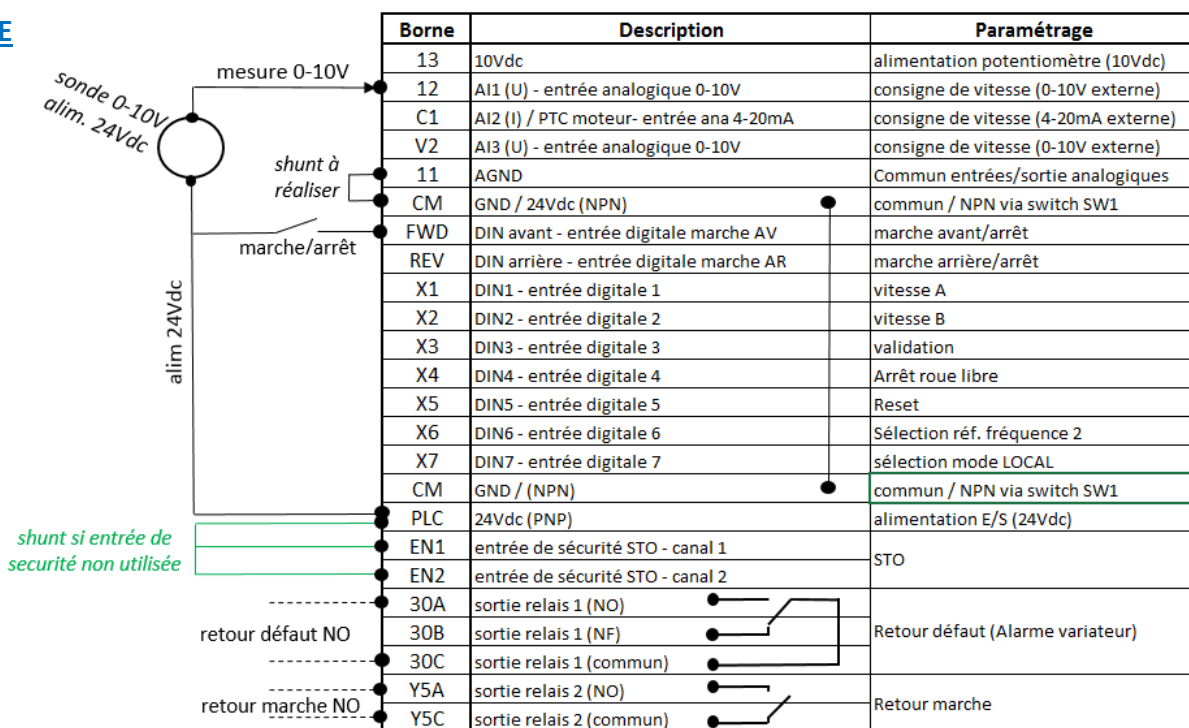 E
Borne Description Paramétrage
13 10Vdc alimentation potentiomètre (10Vdc)
mesure 0-10V
12 AI1 (U) - entrée analogique 0-10V consigne de vitesse (0-10V externe)
sonde 0-10V
alim. 24Vdc
C1 AI2 (I) / PTC moteur- entrée ana 4-20mA consigne de vitesse (4-20mA externe)
V2 AI3 (U) - entrée analogique 0-10V consigne de vitesse (0-10V externe)
shunt à
réaliser
11 AGND Commun entrées/sortie analogiques
CM GND / 24Vdc (NPN) commun / NPN via switch SW1
FWD DIN avant - entrée digitale marche AV marche avant/arrêt
marche/arrêt
REV DIN arrière - entrée digitale marche AR marche arrière/arrêt
X1 DIN1 - entrée digitale 1 vitesse A
X2 DIN2 - entrée digitale 2 vitesse B
alim 24Vdc
X3 DIN3 - entrée digitale 3 validation
X4 DIN4 - entrée digitale 4 Arrêt roue libre
X5 DIN5 - entrée digitale 5 Reset
X6 DIN6 - entrée digitale 6 Sélection réf. fréquence 2
X7 DIN7 - entrée digitale 7 sélection mode LOCAL
CM GND / (NPN) commun / NPN via switch SW1
PLC 24Vdc (PNP) alimentation E/S (24Vdc)
shunt si entrée de
securité non utilisée
EN1 entrée de sécurité STO - canal 1
STO
EN2 entrée de sécurité STO - canal 2
30A sortie relais 1 (NO)
retour défaut NO
30B sortie relais 1 (NF) Retour défaut (Alarme variateur)
30C sortie relais 1 (commun)
Y5A sortie relais 2 (NO)
retour marche NO
Retour marche
Y5C sortie relais 2 (commun)